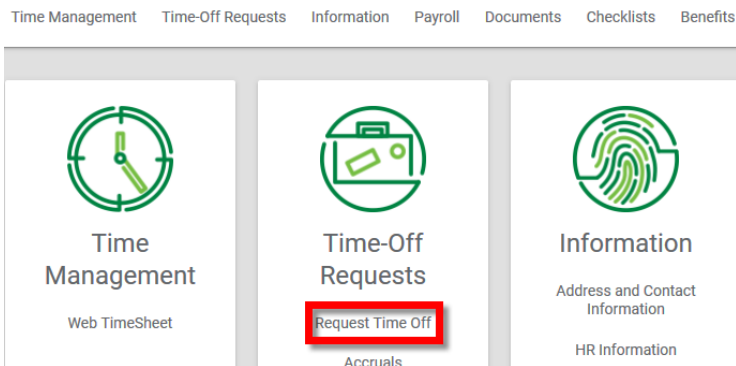 Time Management Time-Off Requests Information Payroll Documents Checklists Benefits
Time
Management
Web TimeSheet
Time-Off
Requests
Request Time Off
Accruals
Information
Address and Contact
Information
HR Information